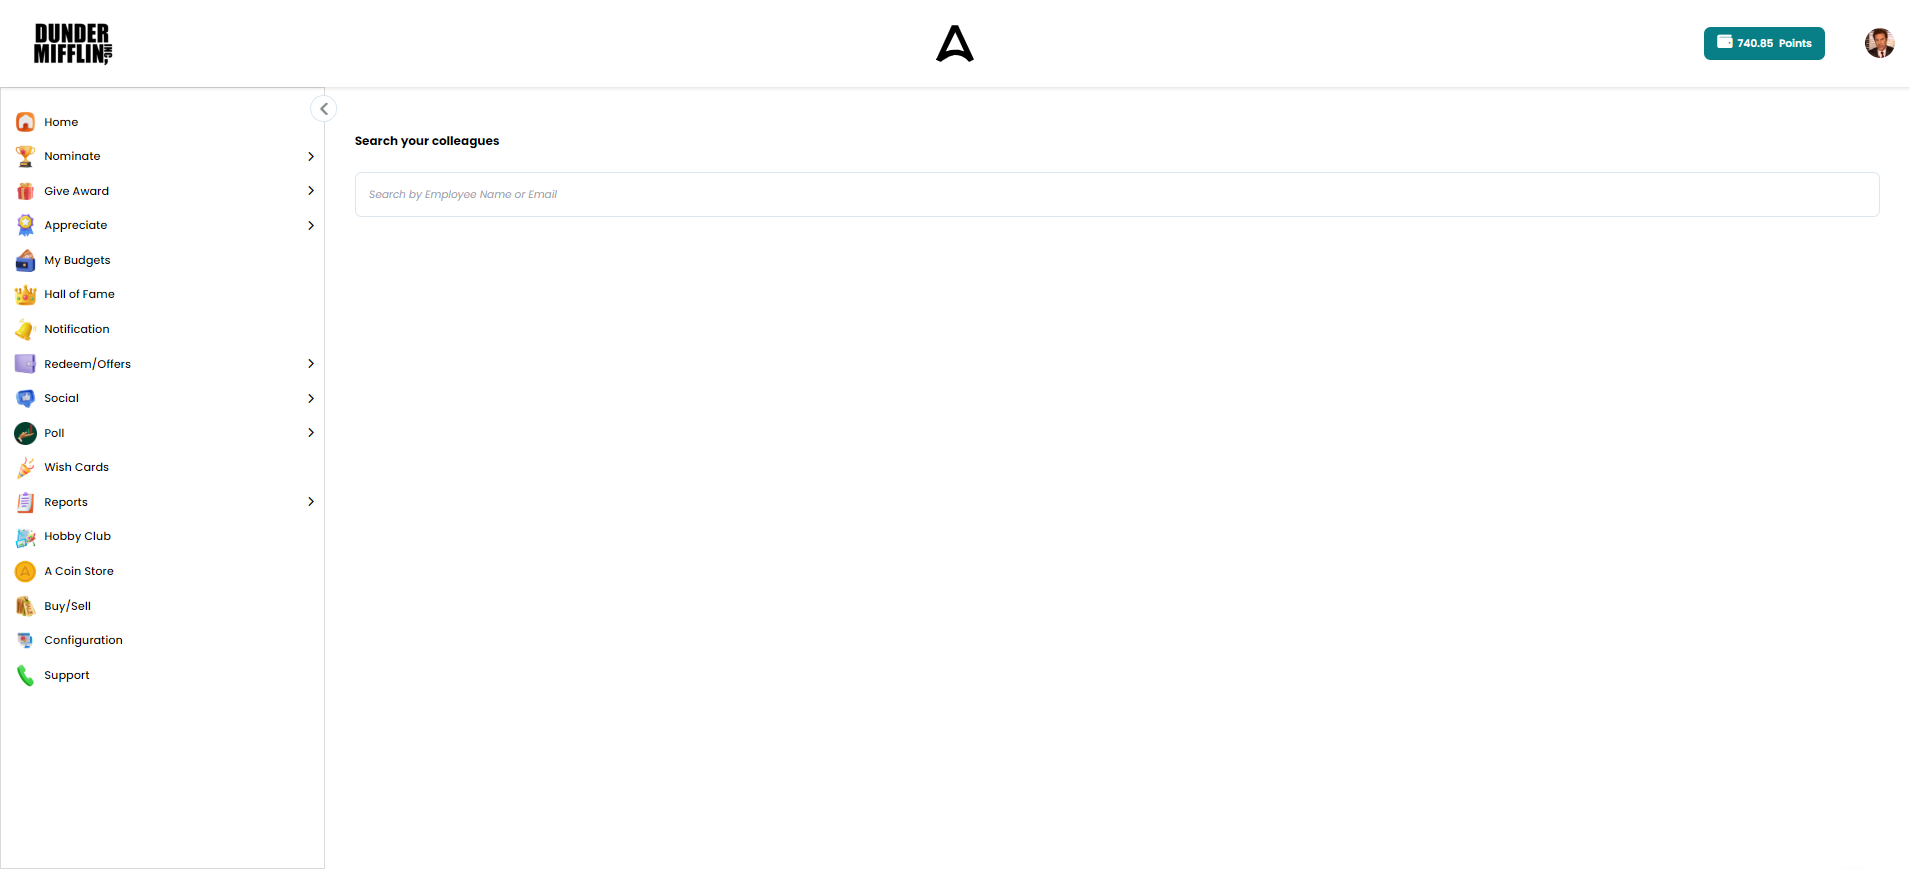 DUNDER
MIFFLIN, INC
740.85 Points
Home
Nominate
Give Award
Appreciate
My Budgets
Hall of Fame
Notification
Redeem/Offers
Social
Poll
Wish Cards
Reports
Hobby Club
A Coin Store
Buy/Sell
Configuration
Support
Search your colleagues
Search by Employee Name or Email